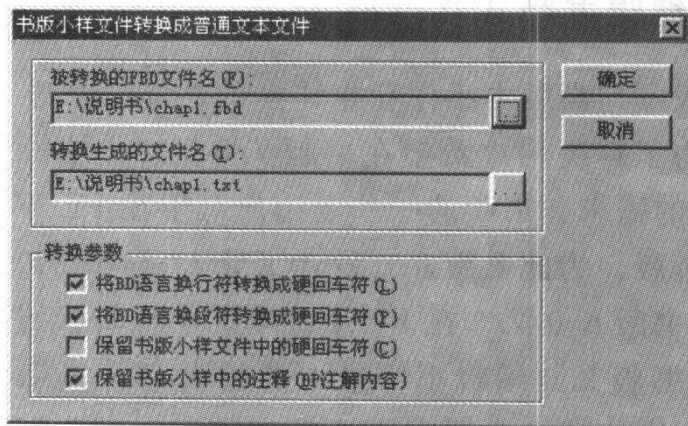 书版小样文件转换成普通文本文件
被转换的FBD文件名(F):
E:\说明书\chap1.fbd
...
确定
取消
转换生成的文件名(T):
E:\说明书\chap1.txt
...
转换参数
将BD语言换行符转换成硬回车符(L)
将BD语言换段符转换成硬回车符(P)
保留书版小样文件中的硬回车符(C)
保留书版小样中的注释(BP注解内容)